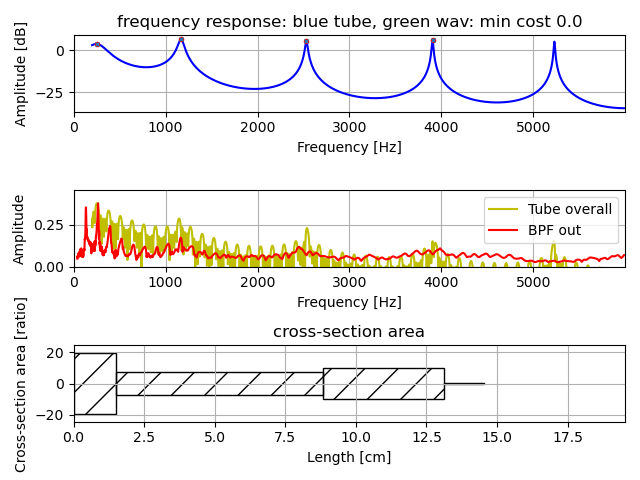 frequency response: blue tube, green wav: min cost 0.0
Amplitude [dB]
0
−25
0 1000 2000 3000 4000 5000
Frequency [Hz]
Amplitude
0.25
0.00
Tube overall
BPF out
0 1000 2000 3000 4000 5000
Frequency [Hz]
cross-section area
Cross-section area [ratio]
20
0
−20
0.0 2.5 5.0 7.5 10.0 12.5 15.0 17.5
Length [cm]